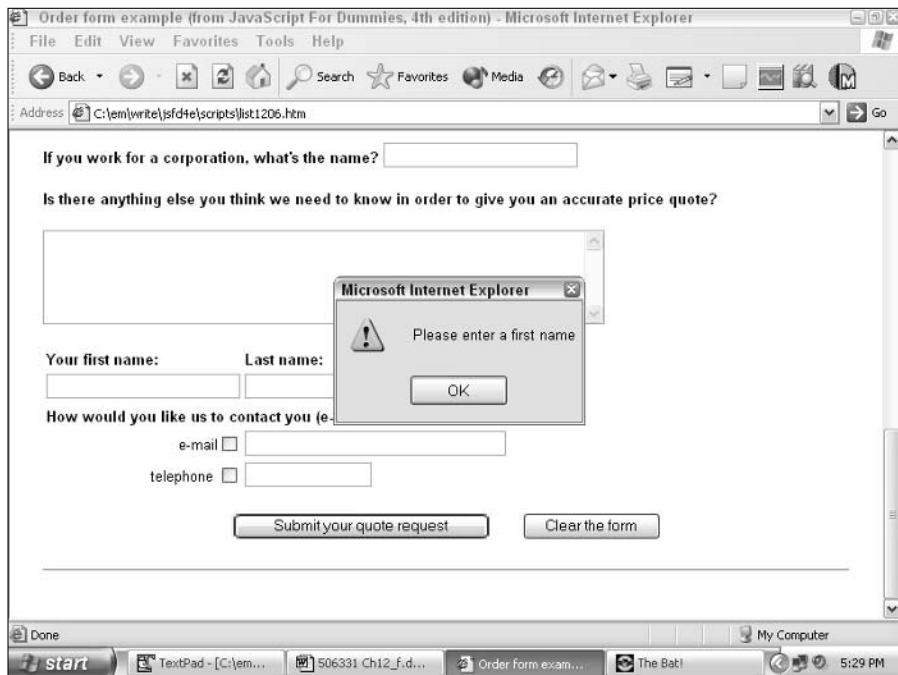 Order form example (from JavaScript For Dummies, 4th edition) - Microsoft Internet Explorer
File Edit View Favorites Tools Help
Back Search Favorites Media
Address C:\em\write\jsfd4e\scripts\list1206.htm Go
If you work for a corporation, what's the name?
Is there anything else you think we need to know in order to give you an accurate price quote?
Microsoft Internet Explorer
Please enter a first name
OK
Your first name: Last name:
How would you like us to contact you (e-
e-mail
telephone
Submit your quote request Clear the form
Done My Computer
start TextPad - [C:\em... 506331 Ch12_f.d... Order form exam... The Bat! 5:29 PM